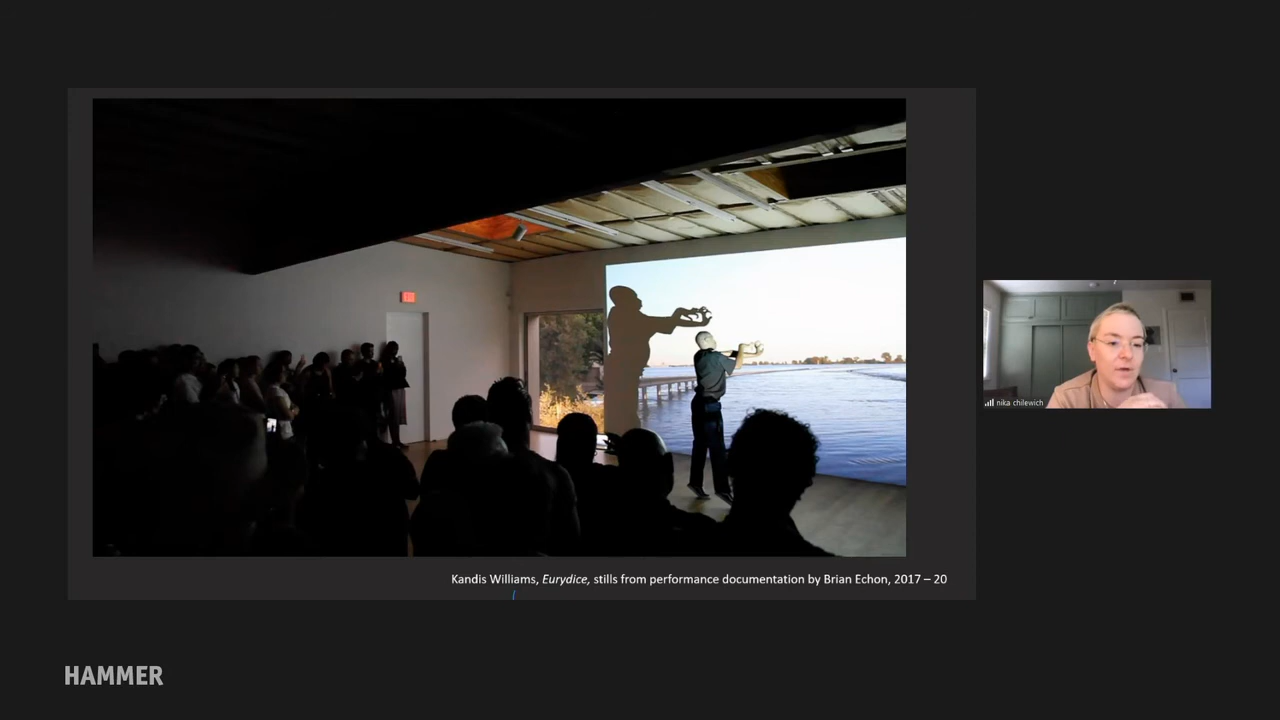 nika chilewich
Kandis Williams, Eurydice, stills from performance documentation by Brian Echon, 2017 – 20
HAMMER